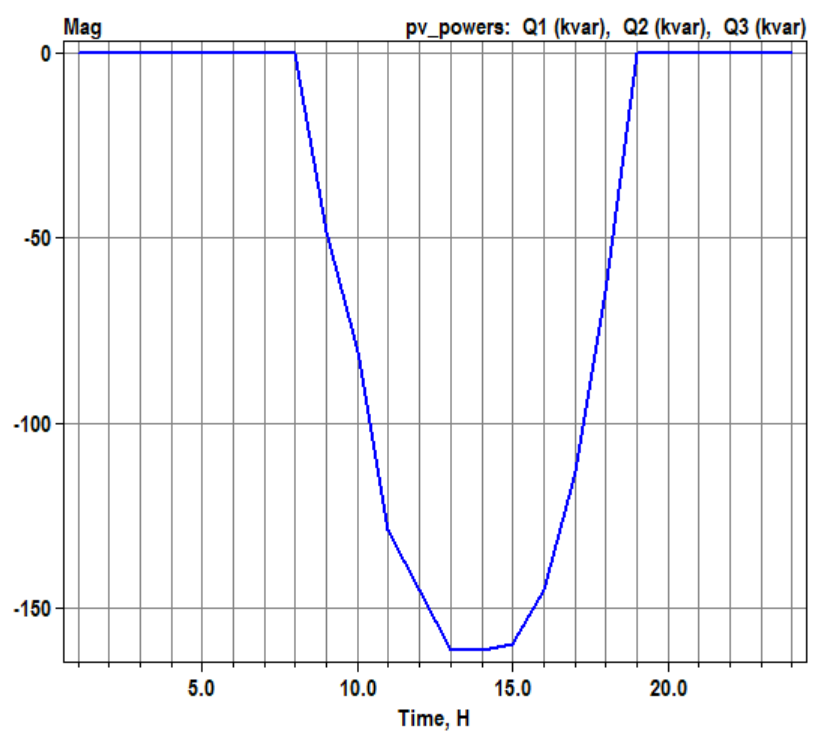 Mag pv_powers: Q1 (kvar), Q2 (kvar), Q3 (kvar)
0
-50
-100
-150
5.0 10.0 15.0 20.0
Time, H